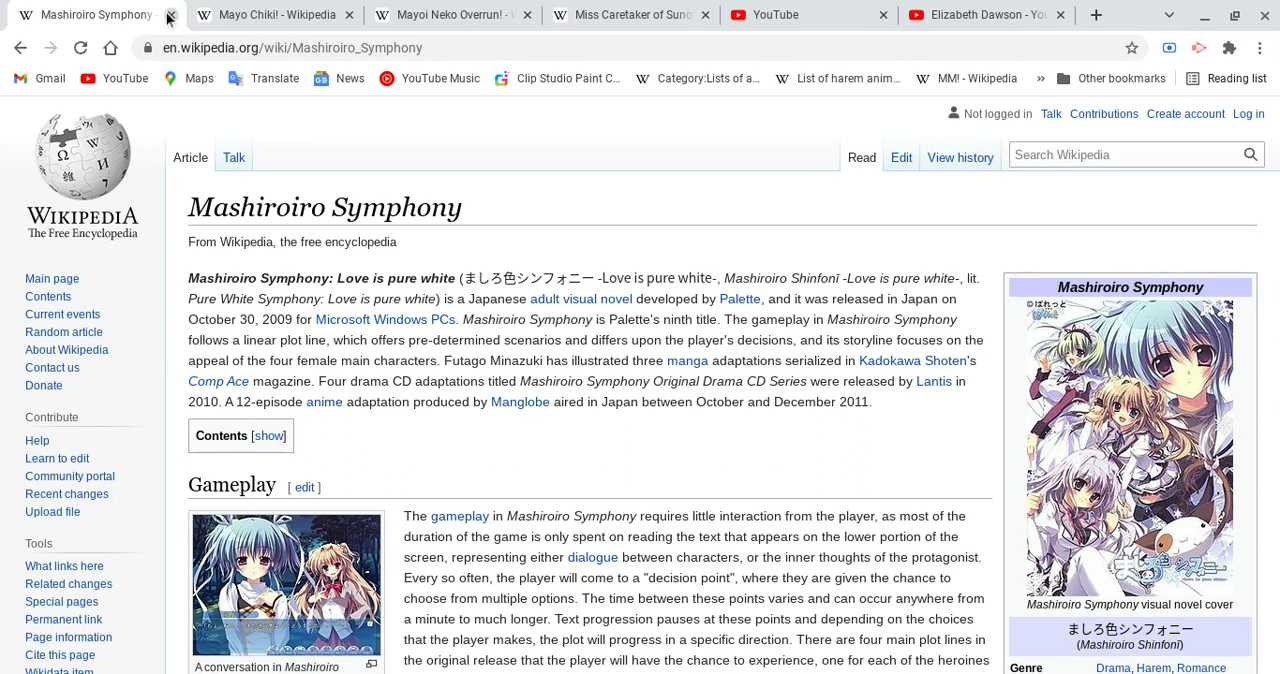 Mashiroiro Symphony -
Mayo Chiki! - Wikipedia
Mayoi Neko Overrun! - W
Miss Caretaker of Suno
YouTube
Elizabeth Dawson - You
en.wikipedia.org/wiki/Mashiroiro_Symphony
Gmail
YouTube
Maps
Translate
News
YouTube Music
Clip Studio Paint C...
Category:Lists of a...
List of harem anim...
MM! - Wikipedia
»
Other bookmarks
Reading list
Not logged in Talk Contributions Create account Log in
WIKIPEDIA
The Free Encyclopedia
Article
Talk
Read
Edit
View history
Search Wikipedia
Main page
Contents
Current events
Random article
About Wikipedia
Contact us
Donate
Contribute
Help
Learn to edit
Community portal
Recent changes
Upload file
Tools
What links here
Related changes
Special pages
Permanent link
Page information
Cite this page
Wikidata item
Mashiroiro Symphony
From Wikipedia, the free encyclopedia
Mashiroiro Symphony: Love is pure white (ましろ色シンフォニー -Love is pure white-, Mashiroiro Shinfonī -Love is pure white-, lit.
Pure White Symphony: Love is pure white) is a Japanese adult visual novel developed by Palette, and it was released in Japan on
October 30, 2009 for Microsoft Windows PCs. Mashiroiro Symphony is Palette's ninth title. The gameplay in Mashiroiro Symphony
follows a linear plot line, which offers pre-determined scenarios and differs upon the player's decisions, and its storyline focuses on the
appeal of the four female main characters. Futago Minazuki has illustrated three manga adaptations serialized in Kadokawa Shoten's
Comp Ace magazine. Four drama CD adaptations titled Mashiroiro Symphony Original Drama CD Series were released by Lantis in
2010. A 12-episode anime adaptation produced by Manglobe aired in Japan between October and December 2011.
Contents [show]
Gameplay [ edit ]
A conversation in Mashiroiro
The gameplay in Mashiroiro Symphony requires little interaction from the player, as most of the
duration of the game is only spent on reading the text that appears on the lower portion of the
screen, representing either dialogue between characters, or the inner thoughts of the protagonist.
Every so often, the player will come to a "decision point", where they are given the chance to
choose from multiple options. The time between these points varies and can occur anywhere from
a minute to much longer. Text progression pauses at these points and depending on the choices
that the player makes, the plot will progress in a specific direction. There are four main plot lines in
the original release that the player will have the chance to experience, one for each of the heroines
Mashiroiro Symphony
© ぱれっと
ましろ色シンフォニー
Mashiroiro Symphony visual novel cover
ましろ色シンフォニー
(Mashiroiro Shinfonī)
Genre
Drama, Harem, Romance